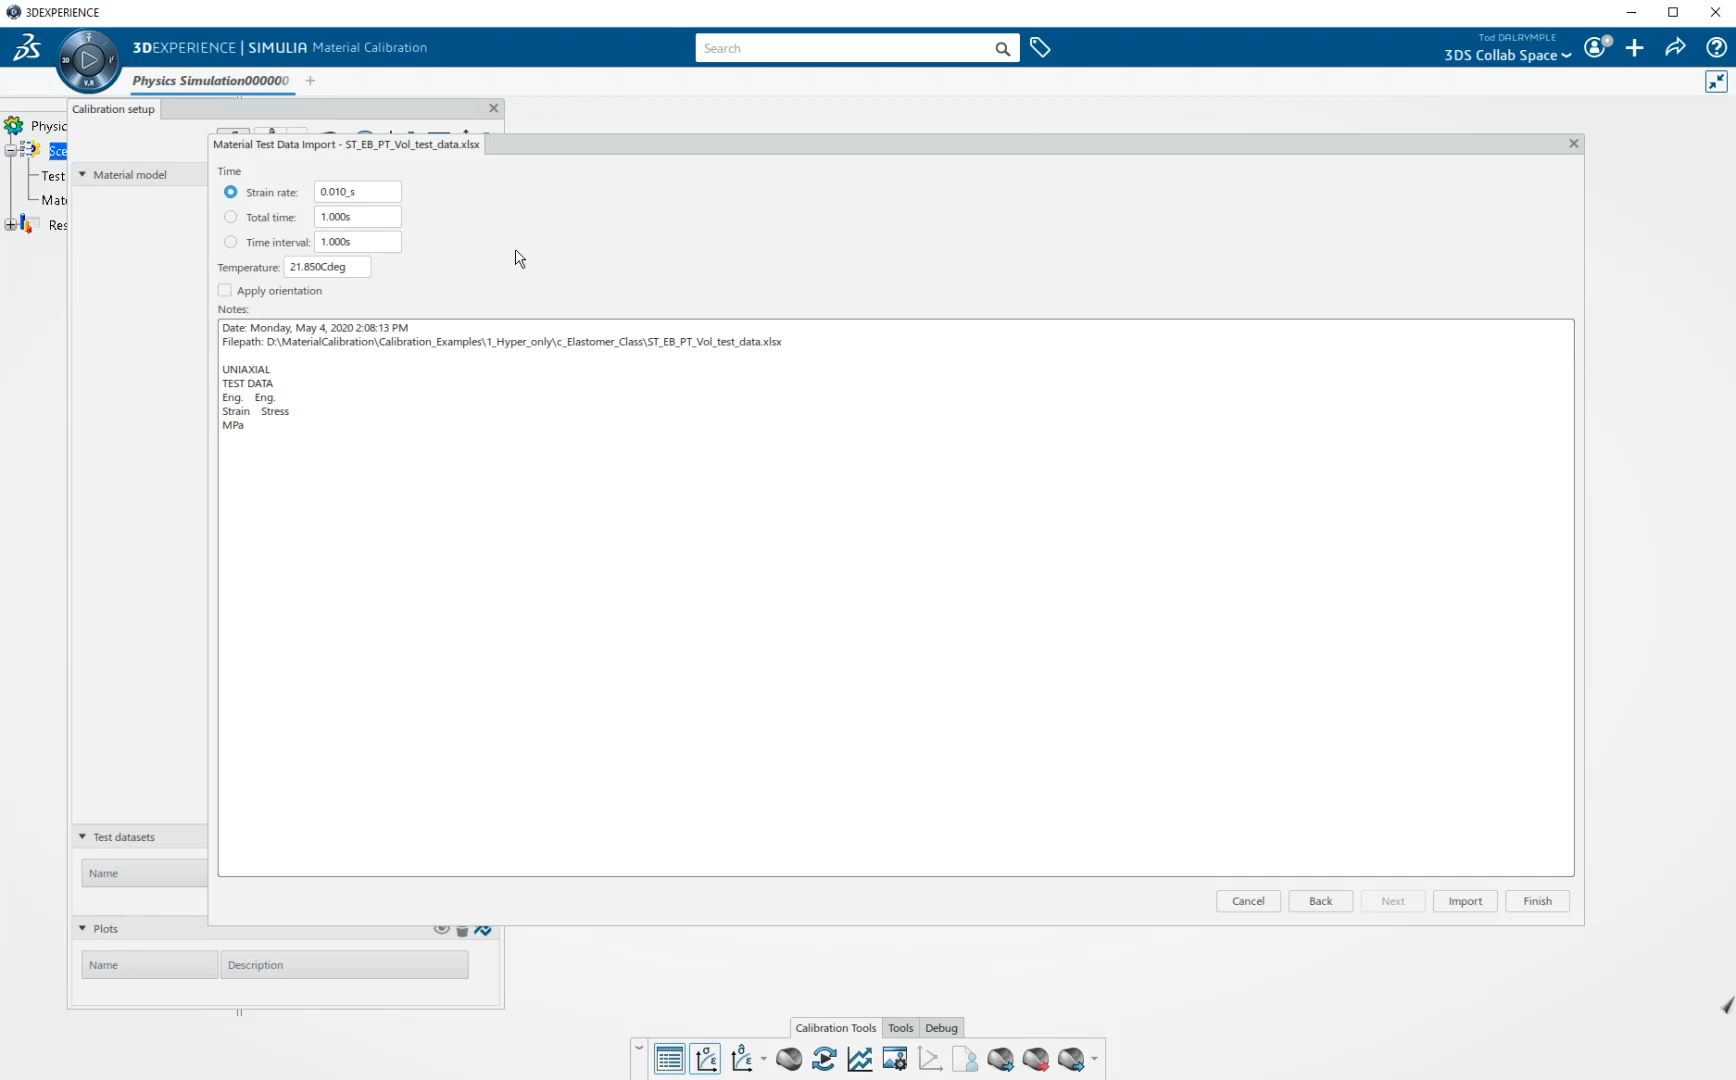 3DEXPERIENCE
3DEXPERIENCE | SIMULIA Material Calibration
Search
Tod DALRYMPLE
3DS Collab Space
Physics Simulation000000
Calibration setup
Physic
Sce
Test
Mate
Res
Material model
Material Test Data Import - ST_EB_PT_Vol_test_data.xlsx
Time
Strain rate: 0.010_s
Total time: 1.000s
Time interval: 1.000s
Temperature: 21.850Cdeg
Apply orientation
Notes:
Date: Monday, May 4, 2020 2:08:13 PM
Filepath: D:\MaterialCalibration\Calibration_Examples\1_Hyper_only\c_Elastomer_Class\ST_EB_PT_Vol_test_data.xlsx
UNIAXIAL
TEST DATA
Eng. Eng.
Strain Stress
MPa
Test datasets
Name
Cancel Back Next Import Finish
Plots
Name Description
Calibration Tools Tools Debug